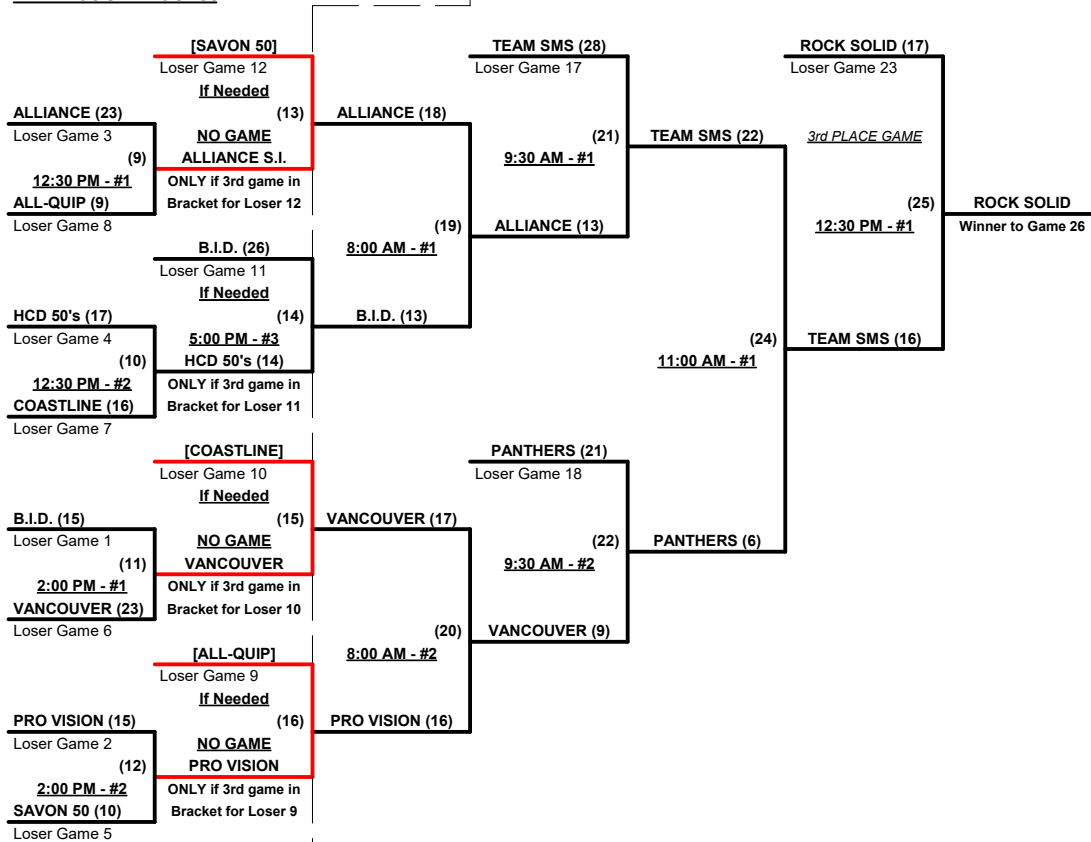 [SAVON 50]
Loser Game 12
If Needed
ALLIANCE (23)
Loser Game 3
(13)
NO GAME
(9)
ALLIANCE S.I.
12:30 PM - #1
ONLY if 3rd game in
ALL-QUIP (9)
Bracket for Loser 12
Loser Game 8
B.I.D. (26)
Loser Game 11
If Needed
HCD 50's (17)
Loser Game 4
(14)
5:00 PM - #3
(10)
HCD 50's (14)
12:30 PM - #2
ONLY if 3rd game in
COASTLINE (16)
Bracket for Loser 11
Loser Game 7
[COASTLINE]
Loser Game 10
If Needed
B.I.D. (15)
Loser Game 1
(15)
NO GAME
(11)
VANCOUVER
2:00 PM - #1
ONLY if 3rd game in
VANCOUVER (23)
Bracket for Loser 10
Loser Game 6
[ALL-QUIP]
Loser Game 9
If Needed
PRO VISION (15)
Loser Game 2
(16)
NO GAME
(12)
PRO VISION
2:00 PM - #2
ONLY if 3rd game in
SAVON 50 (10)
Bracket for Loser 9
Loser Game 5
ALLIANCE (18)
(19)
8:00 AM - #1
B.I.D. (13)
VANCOUVER (17)
(20)
8:00 AM - #2
PRO VISION (16)
TEAM SMS (28)
Loser Game 17
(21)
9:30 AM - #1
ALLIANCE (13)
PANTHERS (21)
Loser Game 18
(22)
9:30 AM - #2
VANCOUVER (9)
TEAM SMS (22)
(24)
11:00 AM - #1
PANTHERS (6)
ROCK SOLID (17)
Loser Game 23
3rd PLACE GAME
(25)
12:30 PM - #1
TEAM SMS (16)
ROCK SOLID
Winner to Game 26